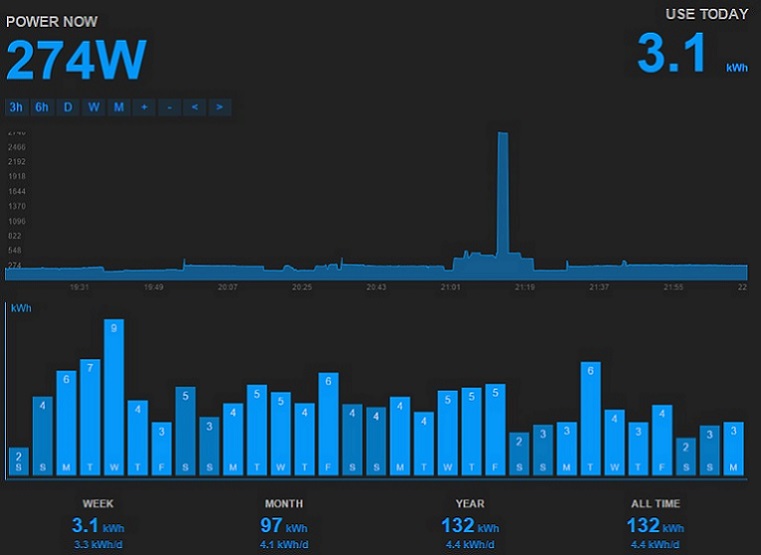 POWER NOW
USE TODAY
274W
3.1 kWh
3h 6h D W M + - < >
2740
2466
2192
1918
1644
1370
1096
822
548
274
19:31 19:49 20:07 20:25 20:43 21:01 21:19 21:37 21:55 22
kWh
2 4 6 7 9 4 3 5 3 4 5 5 4 6 4 4 4 4 5 5 5 2 3 3 6 4 3 4 2 3 3
S S M T W T F S S M T W T F S S M T W T F S S M T W T F S S M
WEEK MONTH YEAR ALL TIME
3.1 kWh 97 kWh 132 kWh 132 kWh
3.3 kWh/d 4.1 kWh/d 4.4 kWh/d 4.4 kWh/d